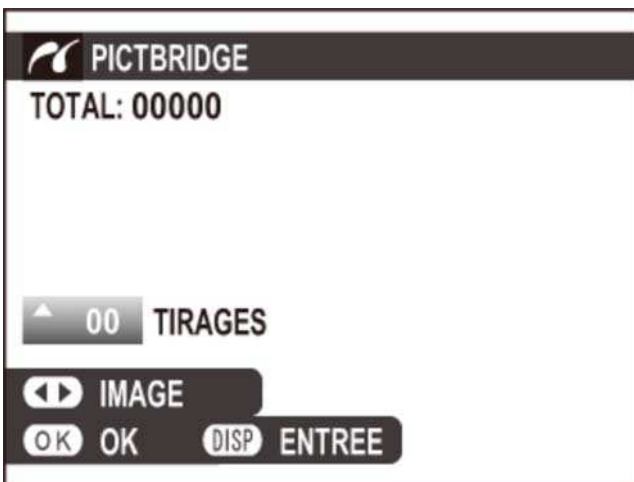 PICTBRIDGE
TOTAL: 00000
00 TIRAGES
IMAGE
OK OK DISP ENTREE